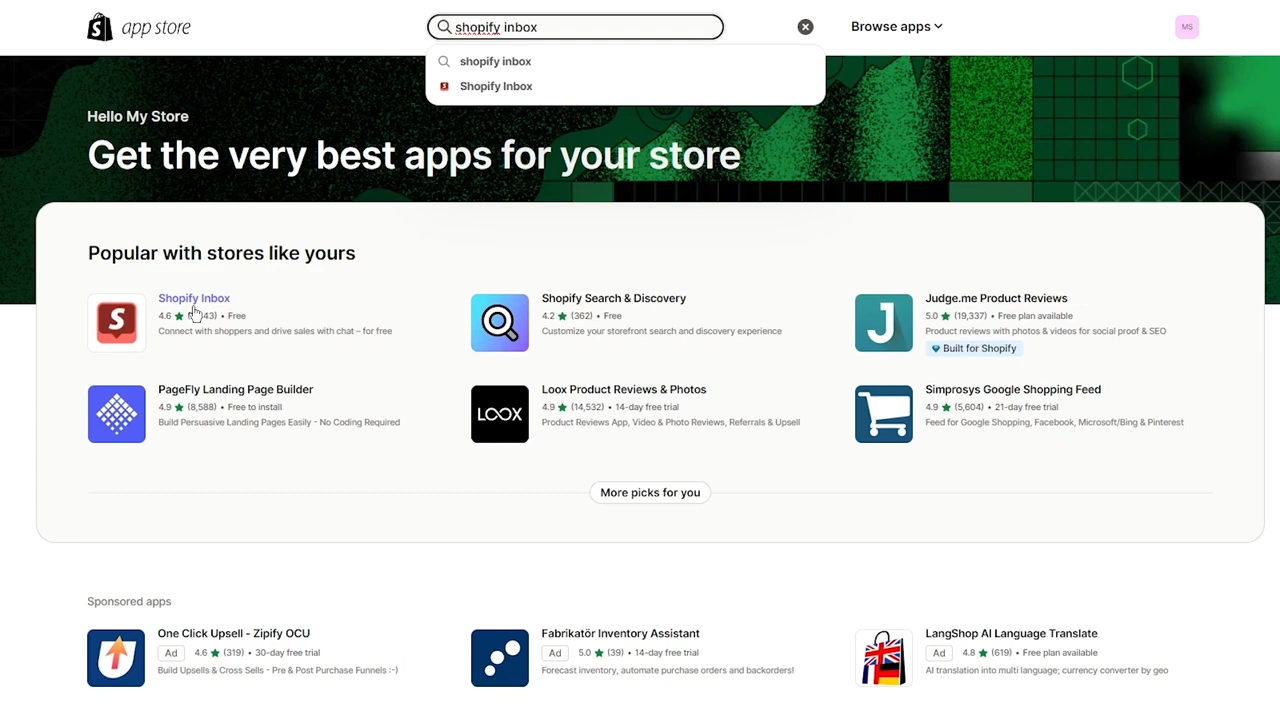 app store
shopify inbox
Browse apps
MS
shopify inbox
Shopify Inbox
Hello My Store
Get the very best apps for your store
Popular with stores like yours
Shopify Inbox
4.6 43) • Free
Connect with shoppers and drive sales with chat – for free
Shopify Search & Discovery
4.2 (362) • Free
Customize your storefront search and discovery experience
Judge.me Product Reviews
5.0 (19,337) • Free plan available
Product reviews with photos & videos for social proof & SEO
Built for Shopify
PageFly Landing Page Builder
4.9 (8,588) • Free to install
Build Persuasive Landing Pages Easily - No Coding Required
LOOX
Loox Product Reviews & Photos
4.9 (14,532) • 14-day free trial
Product Reviews App, Video & Photo Reviews, Referrals & Upsell
Simprosys Google Shopping Feed
4.9 (5,604) • 21-day free trial
Feed for Google Shopping, Facebook, Microsoft/Bing & Pinterest
More picks for you
Sponsored apps
One Click Upsell - Zipify OCU
Ad 4.6 (319) • 30-day free trial
Build Upsells & Cross Sells - Pre & Post Purchase Funnels :-)
Fabrikatör Inventory Assistant
Ad 5.0 (39) • 14-day free trial
Forecast inventory, automate purchase orders and backorders!
LangShop AI Language Translate
Ad 4.8 (619) • Free plan available
AI translation into multi language; currency converter by geo